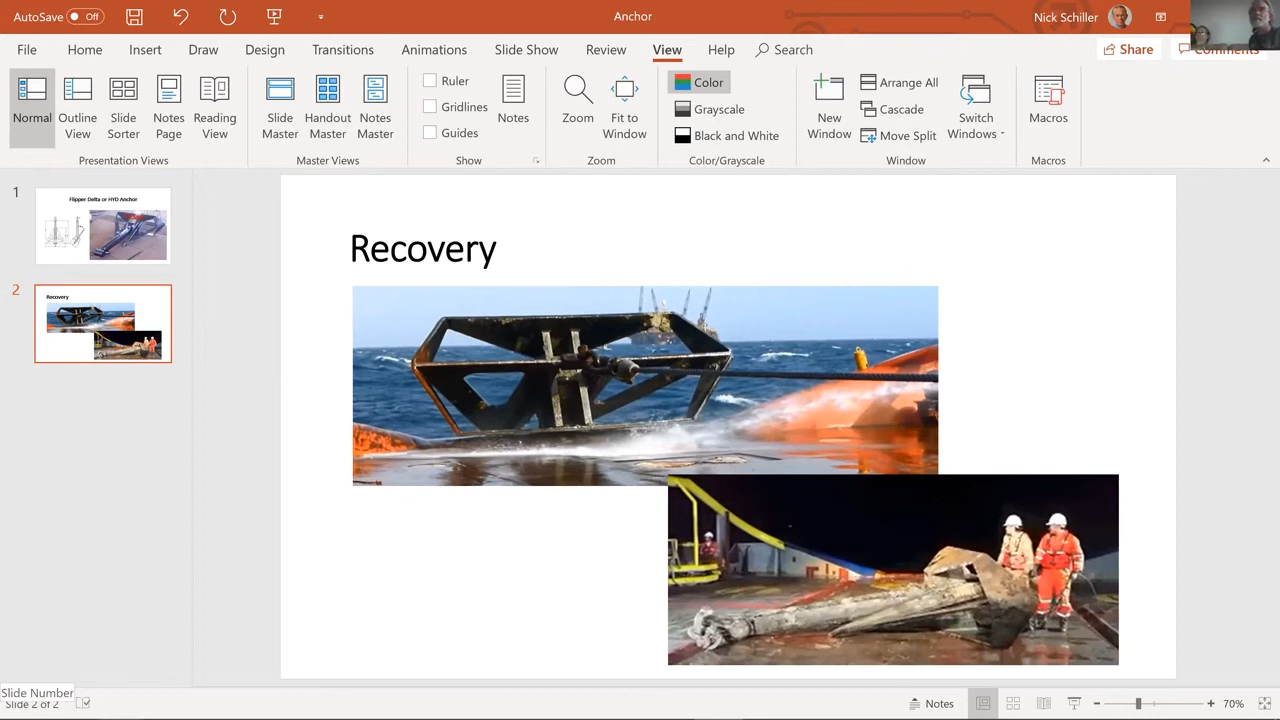 AutoSave Off
Anchor
Nick Schiller
File Home Insert Draw Design Transitions Animations Slide Show Review View Help Search
Share Comments
Normal
Outline View
Slide Sorter
Notes Page
Reading View
Presentation Views
Slide Master
Handout Master
Notes Master
Master Views
Ruler
Gridlines
Guides
Notes
Show
Zoom
Fit to Window
Zoom
Color
Grayscale
Black and White
Color/Grayscale
New Window
Arrange All
Cascade
Move Split
Switch Windows
Window
Macros
Macros
1
Flipper Delta or HYD Anchor
2
Recovery
Recovery
Slide Number
Slide 2 of 2
Notes
70%